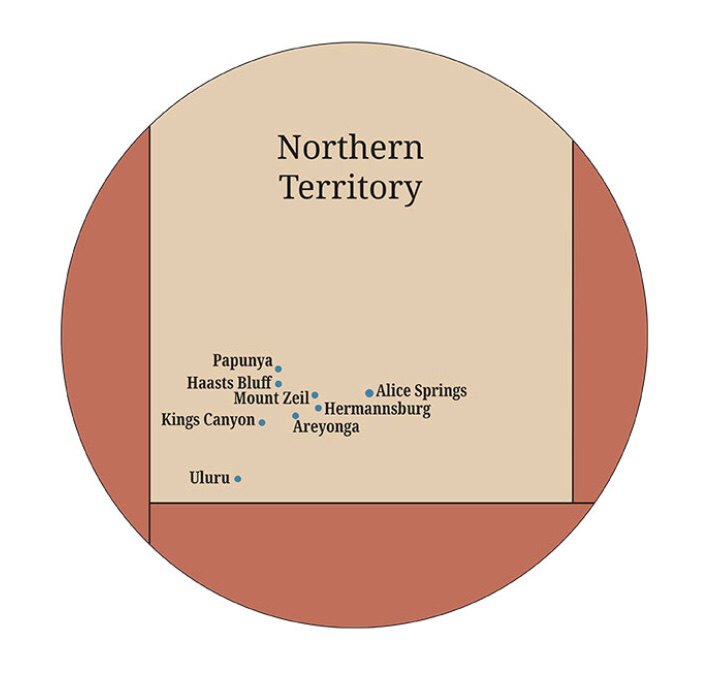 Northern
Territory
Papunya
Haasts Bluff
Mount Zeil
Alice Springs
Hermannsburg
Kings Canyon
Areyonga
Uluru